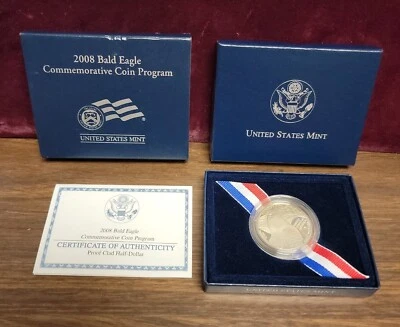 2008 Bald Eagle
Commemorative Coin Program
UNITED STATES MINT
UNITED STATES MINT
2008 Bald Eagle
Commemorative Coin Program
CERTIFICATE OF AUTHENTICITY
Proof Clad Half-Dollar